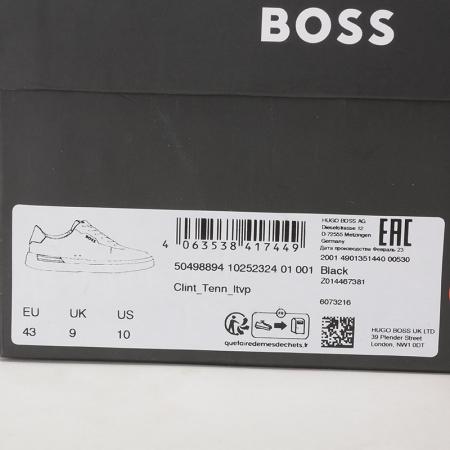 BOSS
BOSS
4 063538 417449
HUGO BOSS AG
Dieselstrasse 12
D-72555 Metzingen
Germany
Дата производства Февраль 23
EAC
2001 4901351440 00530
50498894 10252324 01 001 Black
Z014467381
Clint_Tenn_ltvp
6073216
EU UK US
43 9 10
FR
quefairedemesdechets.fr
HUGO BOSS UK LTD
39 Plender Street
London, NW1 0DT